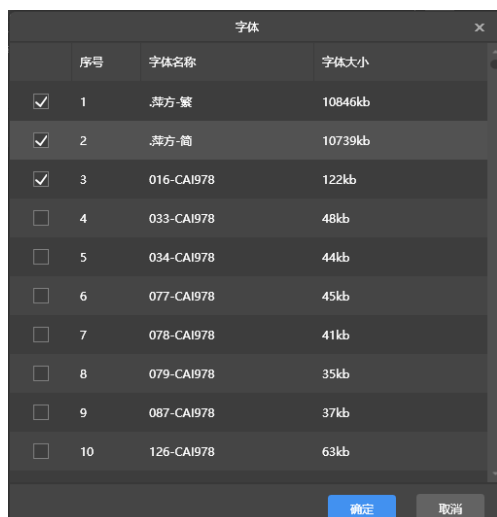 字体
序号 字体名称 字体大小
1 .萍方-繁 10846kb
2 .萍方-简 10739kb
3 016-CAI978 122kb
4 033-CAI978 48kb
5 034-CAI978 44kb
6 077-CAI978 45kb
7 078-CAI978 41kb
8 079-CAI978 35kb
9 087-CAI978 37kb
10 126-CAI978 63kb
确定 取消